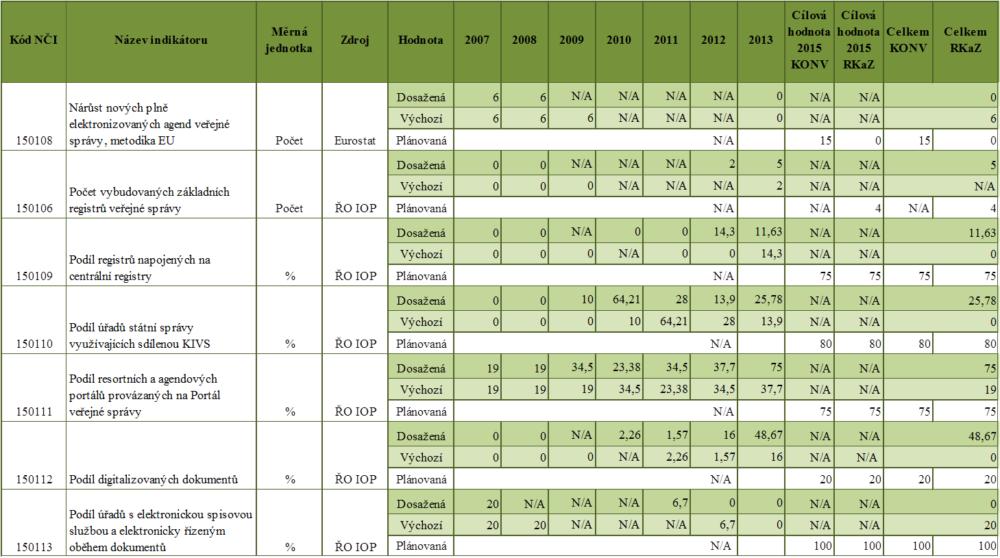 Kód NČI Název indikátoru Měrná jednotka Zdroj Hodnota 2007 2008 2009 2010 2011 2012 2013 Cílová hodnota 2015 KONV Cílová hodnota 2015 RKaZ Celkem KONV Celkem RKaZ
150108 Nárůst nových plně elektronizovaných agend veřejné správy, metodika EU Počet Eurostat
Dosažená 6 6 N/A N/A N/A N/A 0 N/A N/A 0
Výchozí 6 6 6 N/A N/A N/A 0 N/A N/A 6
Plánovaná N/A 15 0 15 0
150106 Počet vybudovaných základních registrů veřejné správy Počet ŘO IOP
Dosažená 0 0 N/A N/A N/A 2 5 N/A N/A 5
Výchozí 0 0 0 N/A N/A N/A 2 N/A N/A N/A
Plánovaná N/A N/A 4 N/A 4
150109 Podíl registrů napojených na centrální registry % ŘO IOP
Dosažená 0 0 N/A 0 0 14,3 11,63 N/A N/A 11,63
Výchozí 0 0 0 N/A 0 0 14,3 N/A N/A 0
Plánovaná N/A 75 75 75 75
150110 Podíl úřadů státní správy využívajících sdílenou KIVS % ŘO IOP
Dosažená 0 0 10 64,21 28 13,9 25,78 N/A N/A 25,78
Výchozí 0 0 0 10 64,21 28 13,9 N/A N/A 0
Plánovaná N/A 80 80 80 80
150111 Podíl resortních a agendových portálů provázaných na Portál veřejné správy % ŘO IOP
Dosažená 19 19 34,5 23,38 34,5 37,7 75 N/A N/A 75
Výchozí 19 19 19 34,5 23,38 34,5 37,7 N/A N/A 19
Plánovaná N/A 75 75 75 75
150112 Podíl digitalizovaných dokumentů % ŘO IOP
Dosažená 0 0 N/A 2,26 1,57 16 48,67 N/A N/A 48,67
Výchozí 0 0 0 N/A 2,26 1,57 16 N/A N/A 0
Plánovaná N/A 20 20 20 20
150113 Podíl úřadů s elektronickou spisovou službou a elektronicky řízeným oběhem dokumentů % ŘO IOP
Dosažená 20 N/A N/A N/A 6,7 0 0 N/A N/A 0
Výchozí 20 20 N/A N/A N/A 6,7 0 N/A N/A 20
Plánovaná N/A 100 100 100 100